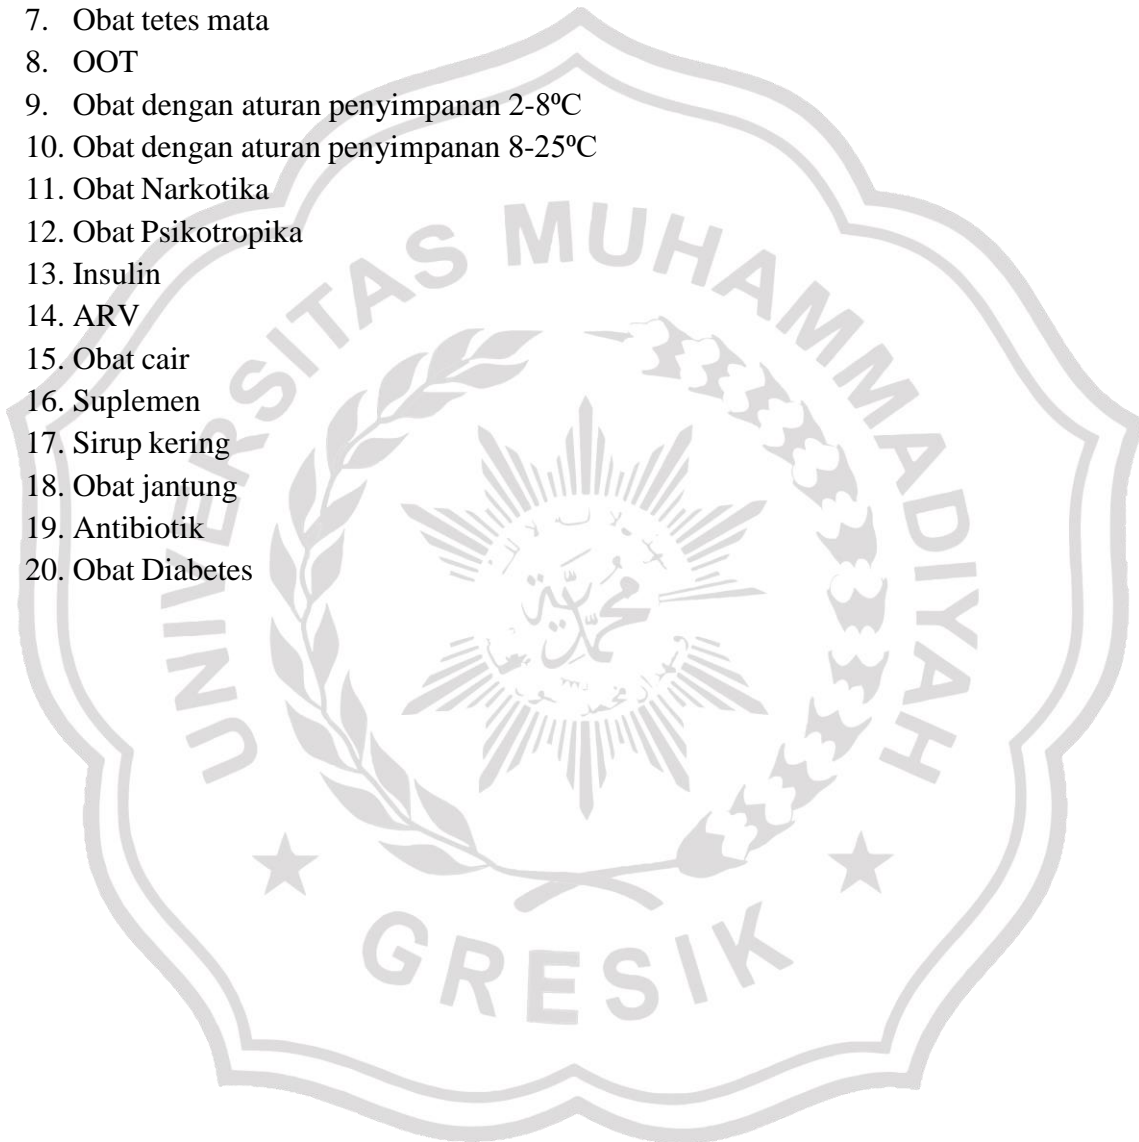 7. Obat tetes mata
8. OOT
9. Obat dengan aturan penyimpanan 2-8⁰C
10. Obat dengan aturan penyimpanan 8-25⁰C
11. Obat Narkotika
12. Obat Psikotropika
13. Insulin
14. ARV
15. Obat cair
16. Suplemen
17. Sirup kering
18. Obat jantung
19. Antibiotik
20. Obat Diabetes
UNIVERSITAS MUHAMMADIYAH
GRESIK